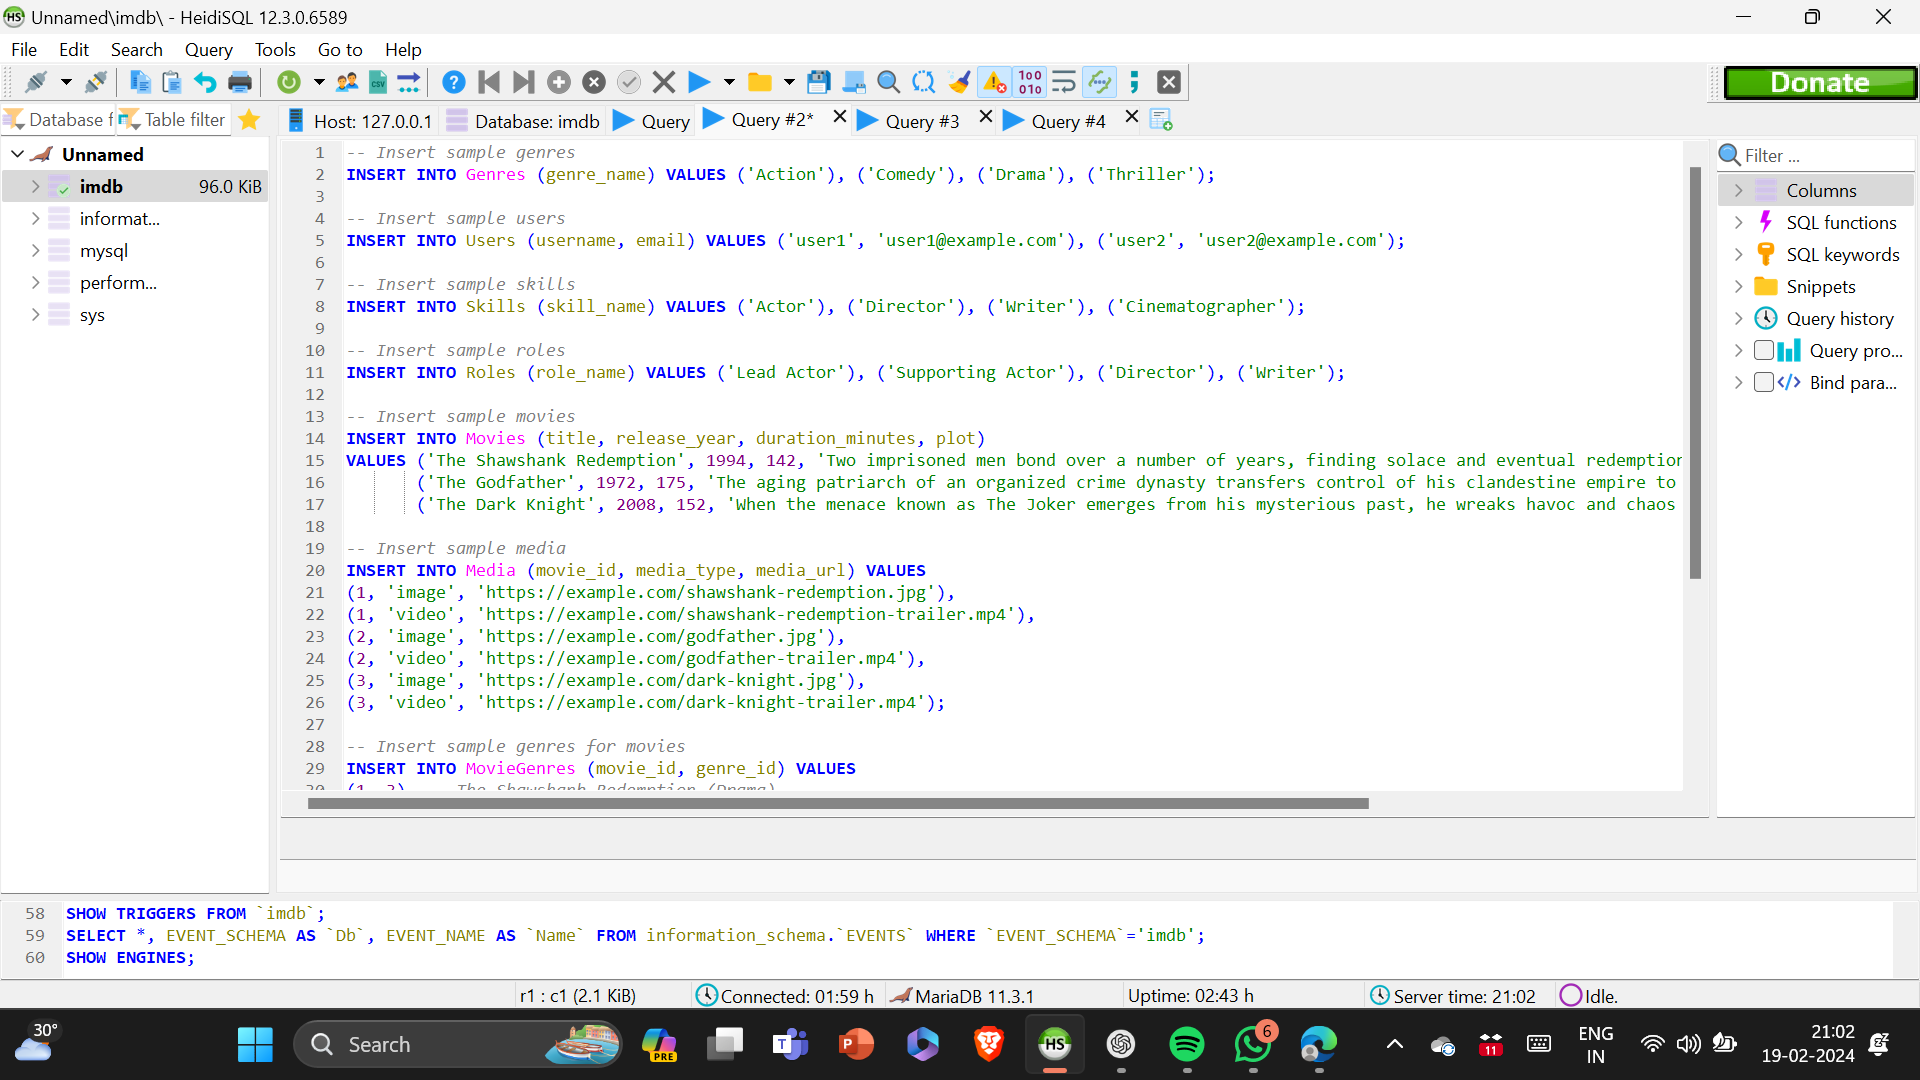 Unnamed\imdb\ - HeidiSQL 12.3.0.6589
File Edit Search Query Tools Go to Help
Donate
Database f Table filter
Host: 127.0.0.1 Database: imdb Query Query #2* Query #3 Query #4
Unnamed
imdb 96.0 KiB
informat...
mysql
perform...
sys
1 -- Insert sample genres
2 INSERT INTO Genres (genre_name) VALUES ('Action'), ('Comedy'), ('Drama'), ('Thriller');
3
4 -- Insert sample users
5 INSERT INTO Users (username, email) VALUES ('user1', 'user1@example.com'), ('user2', 'user2@example.com');
6
7 -- Insert sample skills
8 INSERT INTO Skills (skill_name) VALUES ('Actor'), ('Director'), ('Writer'), ('Cinematographer');
9
10 -- Insert sample roles
11 INSERT INTO Roles (role_name) VALUES ('Lead Actor'), ('Supporting Actor'), ('Director'), ('Writer');
12
13 -- Insert sample movies
14 INSERT INTO Movies (title, release_year, duration_minutes, plot)
15 VALUES ('The Shawshank Redemption', 1994, 142, 'Two imprisoned men bond over a number of years, finding solace and eventual redemption
16 ('The Godfather', 1972, 175, 'The aging patriarch of an organized crime dynasty transfers control of his clandestine empire to
17 ('The Dark Knight', 2008, 152, 'When the menace known as The Joker emerges from his mysterious past, he wreaks havoc and chaos
18
19 -- Insert sample media
20 INSERT INTO Media (movie_id, media_type, media_url) VALUES
21 (1, 'image', 'https://example.com/shawshank-redemption.jpg'),
22 (1, 'video', 'https://example.com/shawshank-redemption-trailer.mp4'),
23 (2, 'image', 'https://example.com/godfather.jpg'),
24 (2, 'video', 'https://example.com/godfather-trailer.mp4'),
25 (3, 'image', 'https://example.com/dark-knight.jpg'),
26 (3, 'video', 'https://example.com/dark-knight-trailer.mp4');
27
28 -- Insert sample genres for movies
29 INSERT INTO MovieGenres (movie_id, genre_id) VALUES
30 (1, 3), -- The Shawshank Redemption (Drama)
Filter ...
Columns
SQL functions
SQL keywords
Snippets
Query history
Query pro...
Bind para...
58 SHOW TRIGGERS FROM `imdb`;
59 SELECT *, EVENT_SCHEMA AS `Db`, EVENT_NAME AS `Name` FROM information_schema.`EVENTS` WHERE `EVENT_SCHEMA`='imdb';
60 SHOW ENGINES;
r1 : c1 (2.1 KiB) Connected: 01:59 h MariaDB 11.3.1 Uptime: 02:43 h Server time: 21:02 Idle.
30° Search PRE 6 11 ENG IN 21:02 19-02-2024